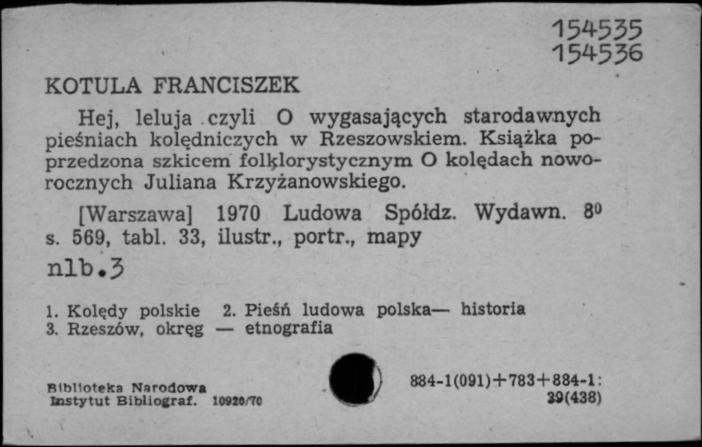 154535
154536
KOTULA FRANCISZEK
Hej, leluja czyli O wygasających starodawnych
pieśniach kolędniczych w Rzeszowskiem. Książka po-
przedzona szkicem folklorystycznym O kolędach nowo-
rocznych Juliana Krzyżanowskiego.
[Warszawa] 1970 Ludowa Spółdz. Wydawn. 8⁰
s. 569, tabl. 33, ilustr., portr., mapy
nlb.3
1. Kolędy polskie 2. Pieśń ludowa polska— historia
3. Rzeszów, okręg — etnografia
884-1(091)+783+884-1:
39(438)
Biblioteka Narodowa
Instytut Bibliograf. 10920/70